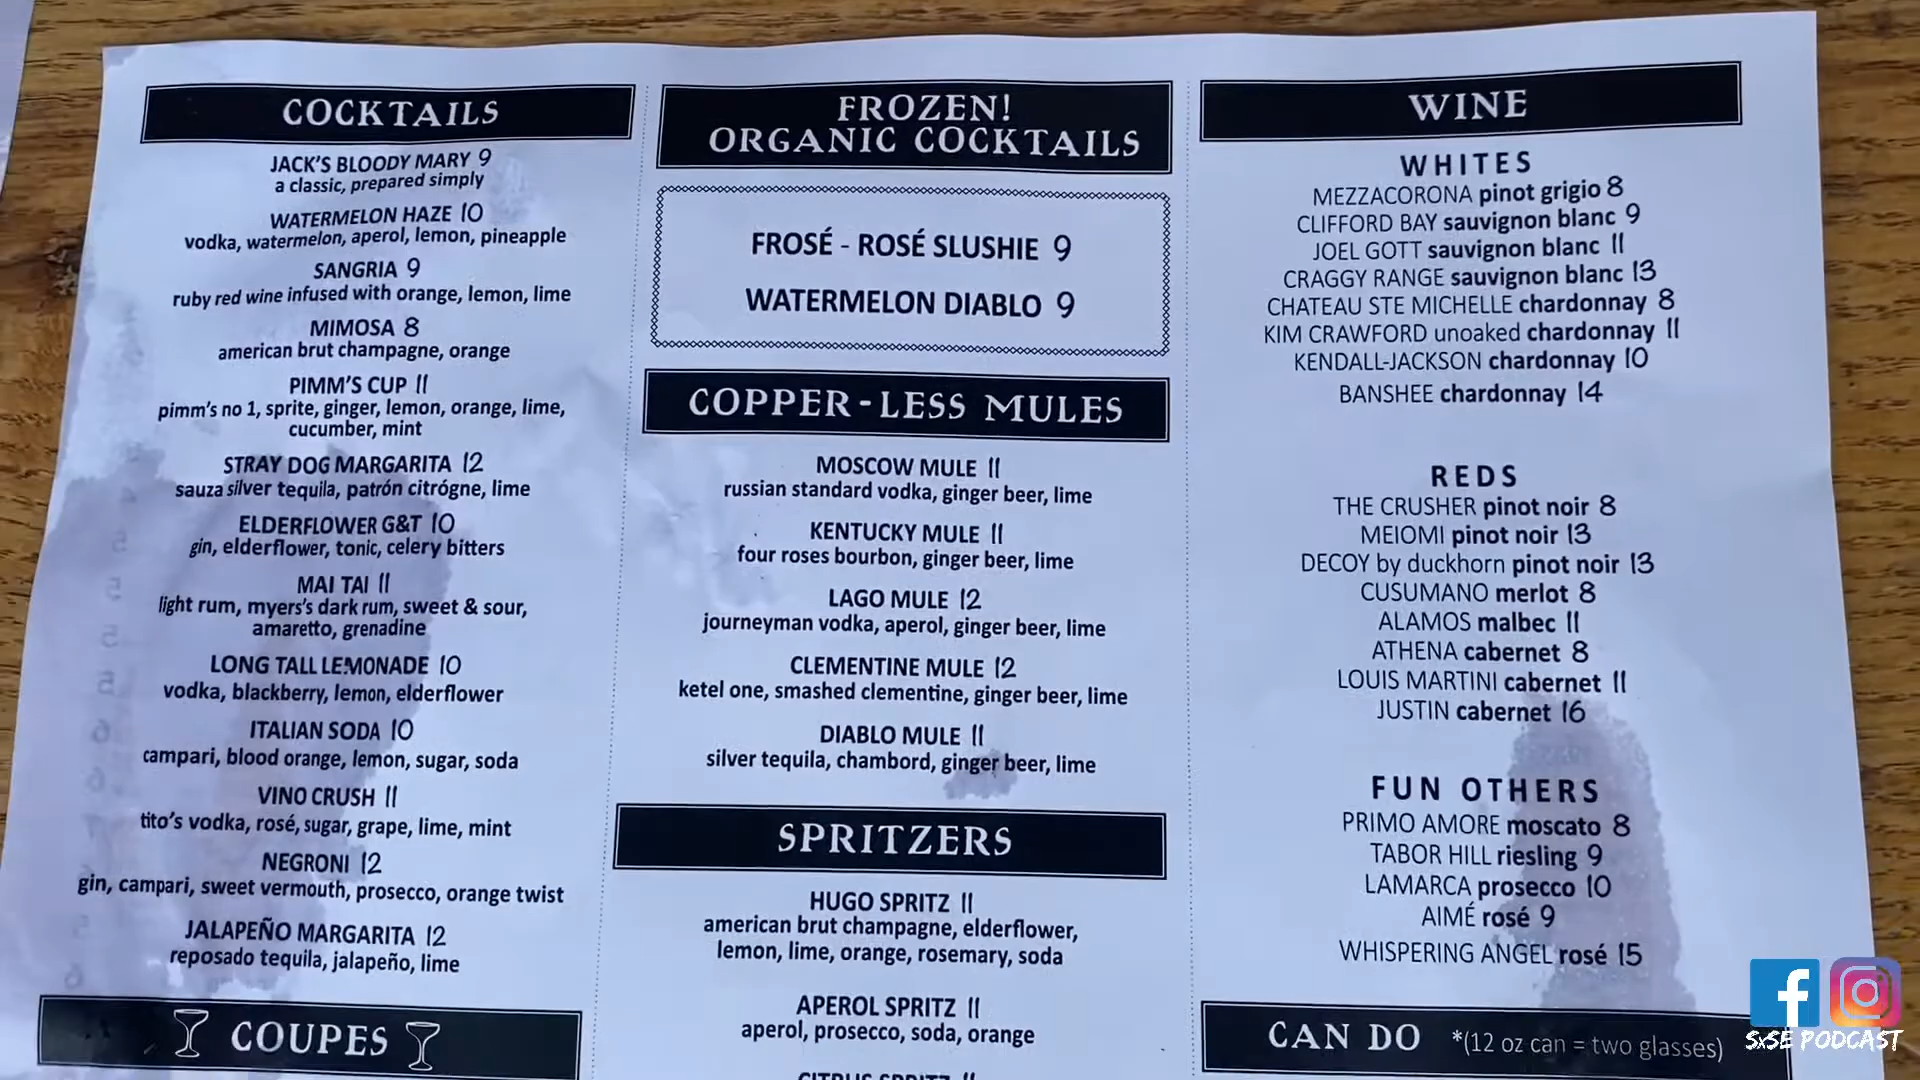 COCKTAILS
JACK'S BLOODY MARY 9
a classic, prepared simply
WATERMELON HAZE 10
vodka, watermelon, aperol, lemon, pineapple
SANGRIA 9
ruby red wine infused with orange, lemon, lime
MIMOSA 8
american brut champagne, orange
PIMM'S CUP 11
pimm's no 1, sprite, ginger, lemon, orange, lime,
cucumber, mint
STRAY DOG MARGARITA 12
sauza silver tequila, patrón citrógne, lime
ELDERFLOWER G&T 10
gin, elderflower, tonic, celery bitters
MAI TAI 11
light rum, myers's dark rum, sweet & sour,
amaretto, grenadine
LONG TALL LEMONADE 10
vodka, blackberry, lemon, elderflower
ITALIAN SODA 10
campari, blood orange, lemon, sugar, soda
VINO CRUSH 11
tito's vodka, rosé, sugar, grape, lime, mint
NEGRONI 12
gin, campari, sweet vermouth, prosecco, orange twist
JALAPEÑO MARGARITA 12
reposado tequila, jalapeño, lime
COUPES
FROZEN!
ORGANIC COCKTAILS
FROSÉ - ROSÉ SLUSHIE 9
WATERMELON DIABLO 9
COPPER-LESS MULES
MOSCOW MULE 11
russian standard vodka, ginger beer, lime
KENTUCKY MULE 11
four roses bourbon, ginger beer, lime
LAGO MULE 12
journeyman vodka, aperol, ginger beer, lime
CLEMENTINE MULE 12
ketel one, smashed clementine, ginger beer, lime
DIABLO MULE 11
silver tequila, chambord, ginger beer, lime
SPRITZERS
HUGO SPRITZ 11
american brut champagne, elderflower,
lemon, lime, orange, rosemary, soda
APEROL SPRITZ 11
aperol, prosecco, soda, orange
CITRUS SPRITZ 11
WINE
WHITES
MEZZACORONA pinot grigio 8
CLIFFORD BAY sauvignon blanc 9
JOEL GOTT sauvignon blanc 11
CRAGGY RANGE sauvignon blanc 13
CHATEAU STE MICHELLE chardonnay 8
KIM CRAWFORD unoaked chardonnay 11
KENDALL-JACKSON chardonnay 10
BANSHEE chardonnay 14
REDS
THE CRUSHER pinot noir 8
MEIOMI pinot noir 13
DECOY by duckhorn pinot noir 13
CUSUMANO merlot 8
ALAMOS malbec 11
ATHENA cabernet 8
LOUIS MARTINI cabernet 11
JUSTIN cabernet 16
FUN OTHERS
PRIMO AMORE moscato 8
TABOR HILL riesling 9
LAMARCA prosecco 10
AIMÉ rosé 9
WHISPERING ANGEL rosé 15
CAN DO *(12 oz can = two glasses)
SxSE PODCAST